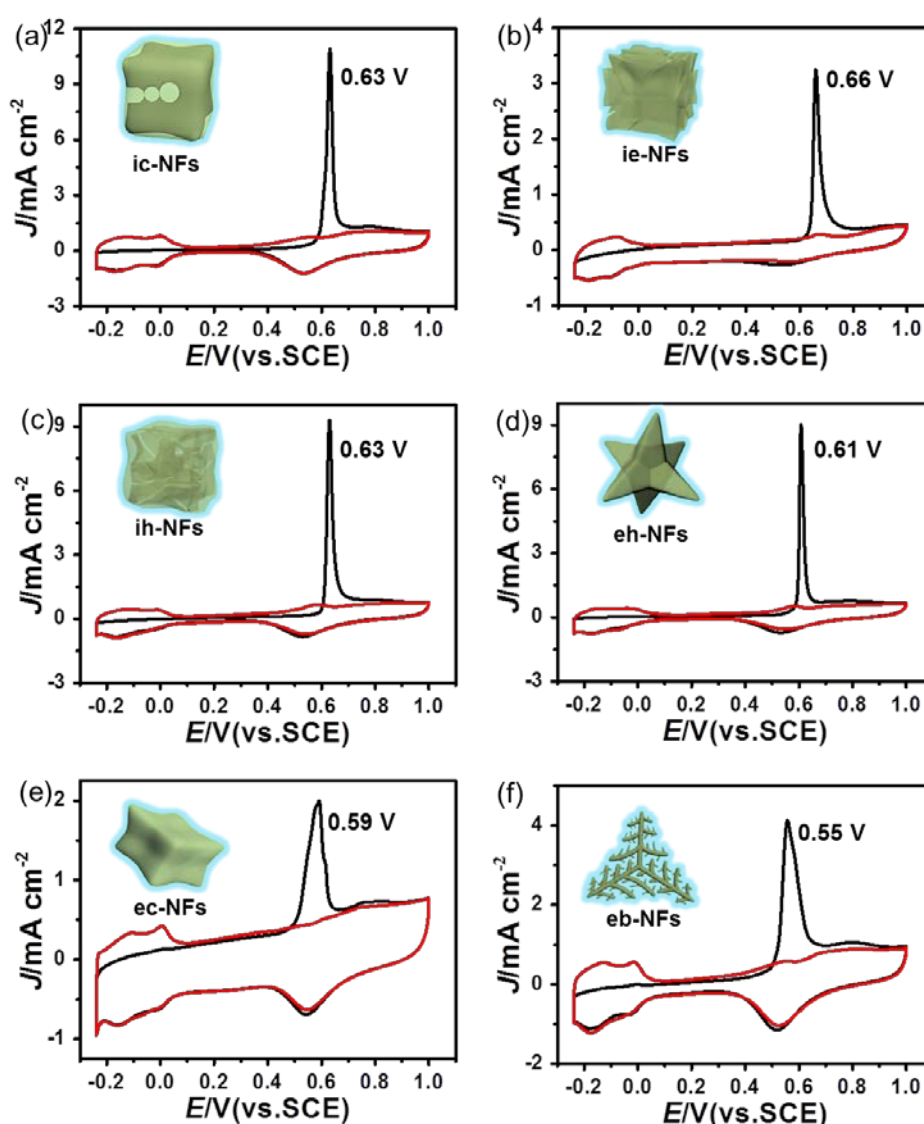 (a)
12
9
6
3
0
-3
J/mA cm-2
0.63 V
ic-NFs
-0.2 0.0 0.2 0.4 0.6 0.8 1.0
E/V(vs.SCE)
(b)
4
3
2
1
0
-1
J/mA cm-2
0.66 V
ie-NFs
-0.2 0.0 0.2 0.4 0.6 0.8 1.0
E/V(vs.SCE)
(c)
9
6
3
0
-3
J/mA cm-2
0.63 V
ih-NFs
-0.2 0.0 0.2 0.4 0.6 0.8 1.0
E/V(vs.SCE)
(d)
9
6
3
0
-3
J/mA cm-2
0.61 V
eh-NFs
-0.2 0.0 0.2 0.4 0.6 0.8 1.0
E/V(vs.SCE)
(e)
2
1
0
-1
J/mA cm-2
0.59 V
ec-NFs
-0.2 0.0 0.2 0.4 0.6 0.8 1.0
E/V(vs.SCE)
(f)
4
2
0
-2
J/mA cm-2
0.55 V
eb-NFs
-0.2 0.0 0.2 0.4 0.6 0.8 1.0
E/V(vs.SCE)